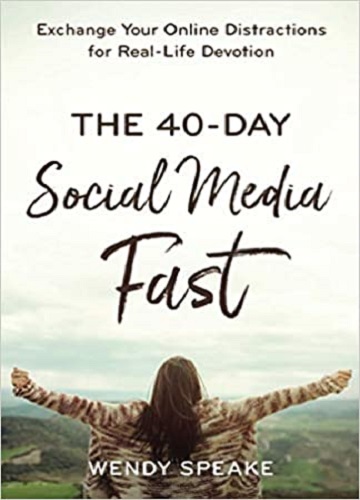 Exchange Your Online Distractions
for Real-Life Devotion
THE 40-DAY
Social Media
Fast
WENDY SPEAKE